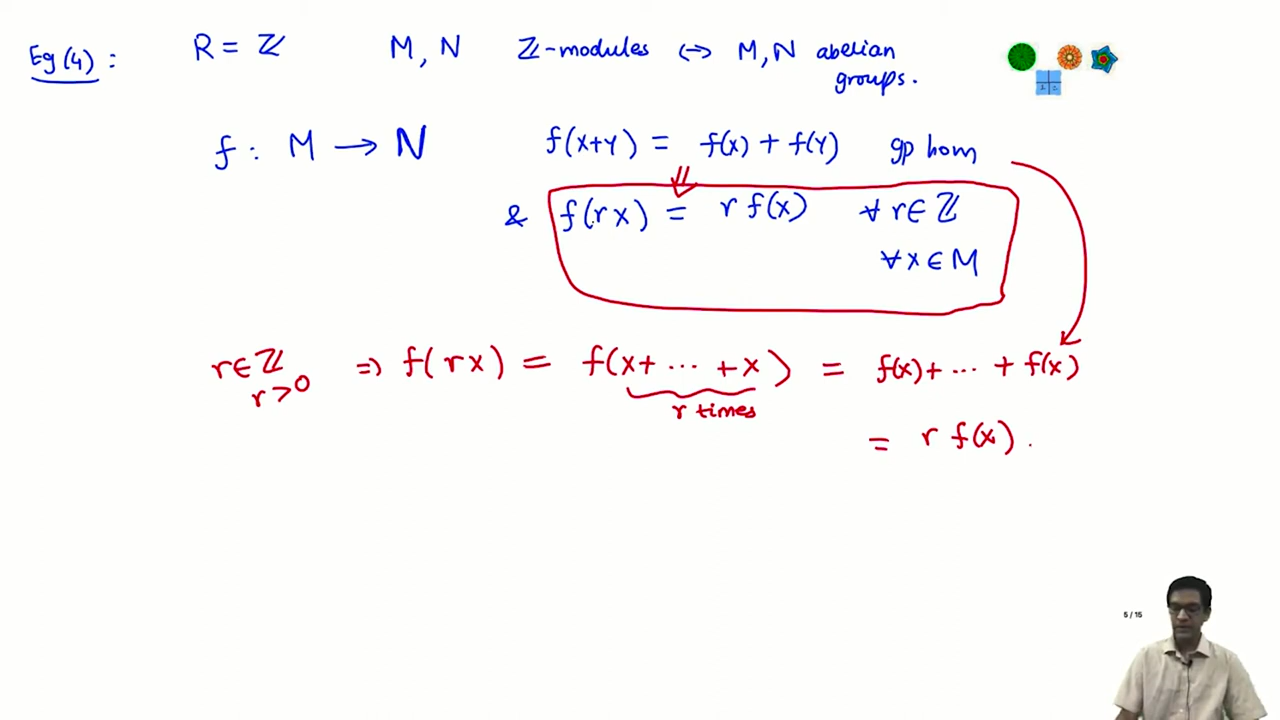 Eg (4) : R = ℤ M, N ℤ-modules ↔ M, N abelian groups.
f : M → N f(x+y) = f(x) + f(y) gp hom
⇓
& f(rx) = r f(x) ∀ r ∈ ℤ
∀ x ∈ M
r ∈ ℤ ⇒ f(rx) = f(x + ⋯ + x) = f(x) + ⋯ + f(x)
r > 0
r times
= r f(x) .
5 / 15